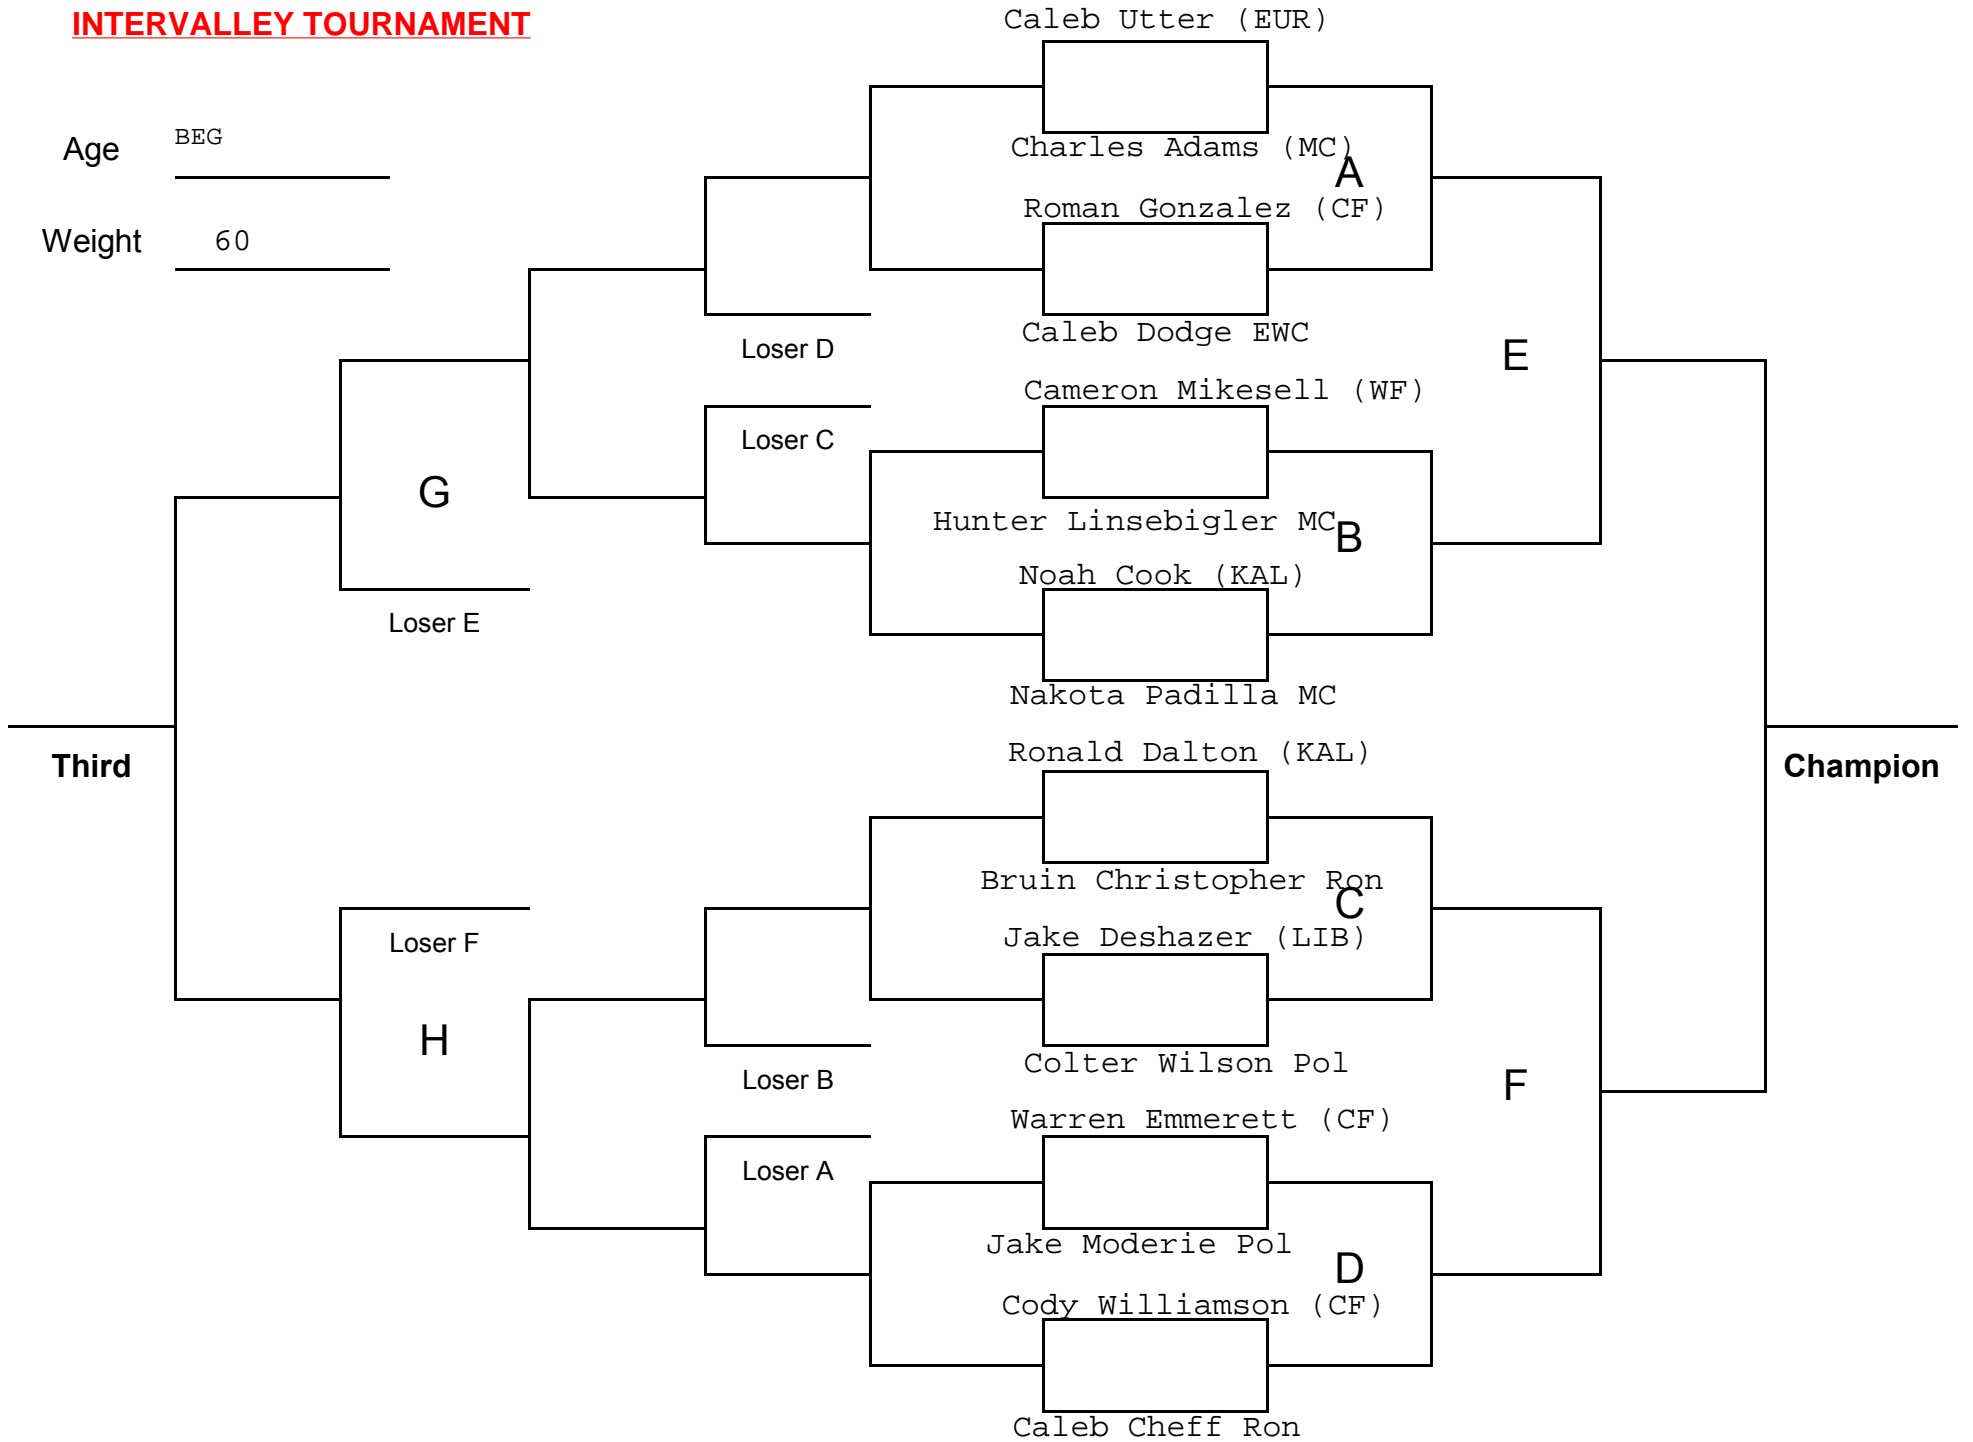 INTERVALLEY TOURNAMENT
Caleb Utter (EUR)
Age BEG
Charles Adams (MC)
A
Roman Gonzalez (CF)
Weight 60
Caleb Dodge EWC
Loser D
E
Cameron Mikesell (WF)
Loser C
G
Hunter Linsebigler MC
B
Noah Cook (KAL)
Loser E
Nakota Padilla MC
Ronald Dalton (KAL)
Third
Champion
Bruin Christopher Ron
C
Jake Deshazer (LIB)
Loser F
H
Colter Wilson Pol
Loser B
F
Warren Emmerett (CF)
Loser A
Jake Moderie Pol
D
Cody Williamson (CF)
Caleb Cheff Ron